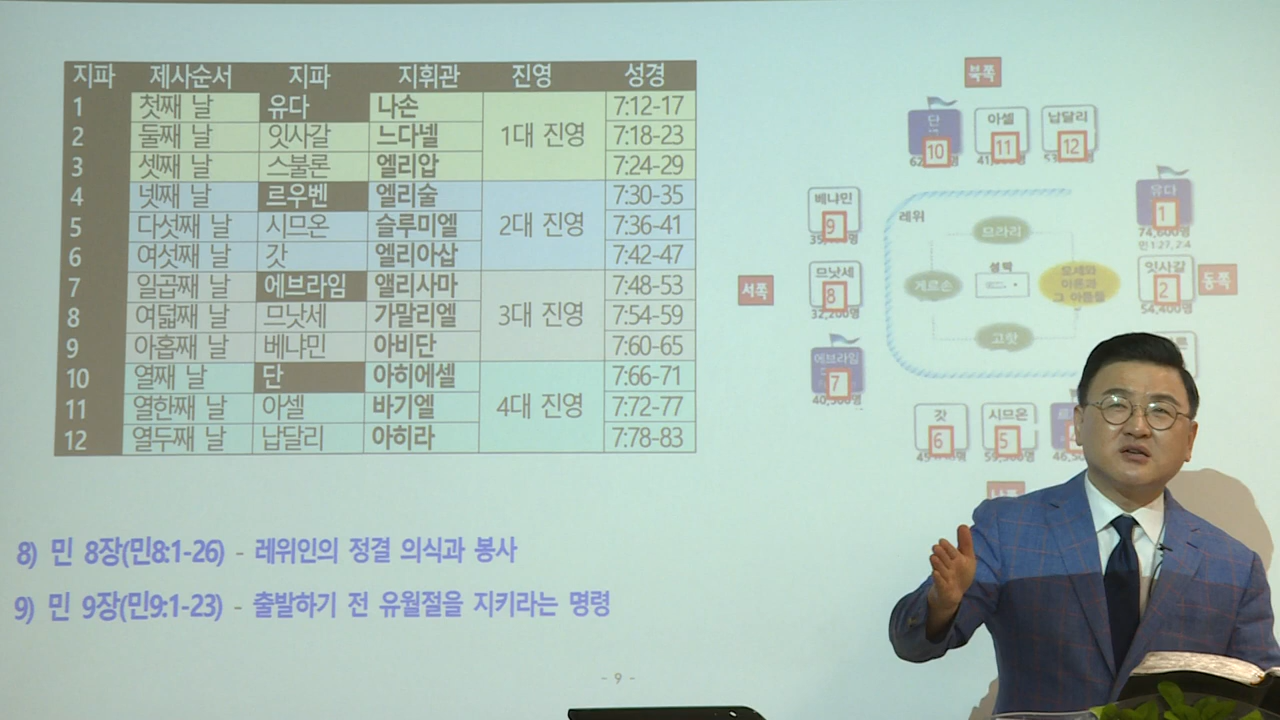 지파 제사순서 지파 지휘관 진영 성경
1 첫째 날 유다 나손 7:12-17
2 둘째 날 잇사갈 느다넬 1대 진영 7:18-23
3 셋째 날 스불론 엘리압 7:24-29
4 넷째 날 르우벤 엘리술 7:30-35
5 다섯째 날 시므온 슬루미엘 2대 진영 7:36-41
6 여섯째 날 갓 엘리아삽 7:42-47
7 일곱째 날 에브라임 앨리사마 7:48-53
8 여덟째 날 므낫세 가말리엘 3대 진영 7:54-59
9 아홉째 날 베냐민 아비단 7:60-65
10 열째 날 단 아히에셀 7:66-71
11 열한째 날 아셀 바기엘 4대 진영 7:72-77
12 열두째 날 납달리 아히라 7:78-83
북쪽
단 아셀 납달리
10 11 12
베냐민
9
유다
1
74,600명
민1:27, 2:4
레위
므라리
서쪽
므낫세
8
32,200명
게르손
성막
모세와
아론과
그 아들들
잇사갈
2
54,400명
동쪽
고핫
에브라임
7
40,500명
갓 시므온
6 5
8) 민 8장(민8:1-26) - 레위인의 정결 의식과 봉사
9) 민 9장(민9:1-23) - 출발하기 전 유월절을 지키라는 명령
- 9 -